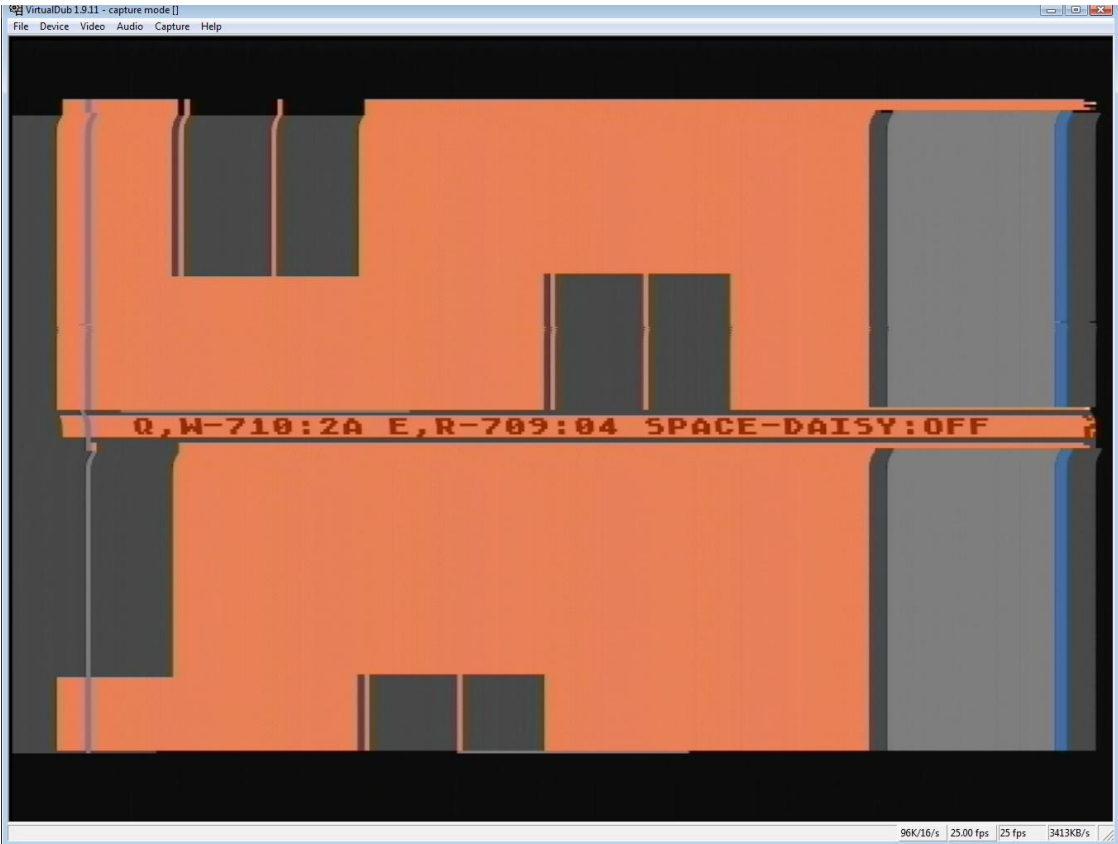 VirtualDub 1.9.11 - capture mode []
File Device Video Audio Capture Help
Q,W-710:2A E,R-709:04 SPACE-DAISY:OFF
96K/16/s 25.00 fps 25 fps 3413KB/s